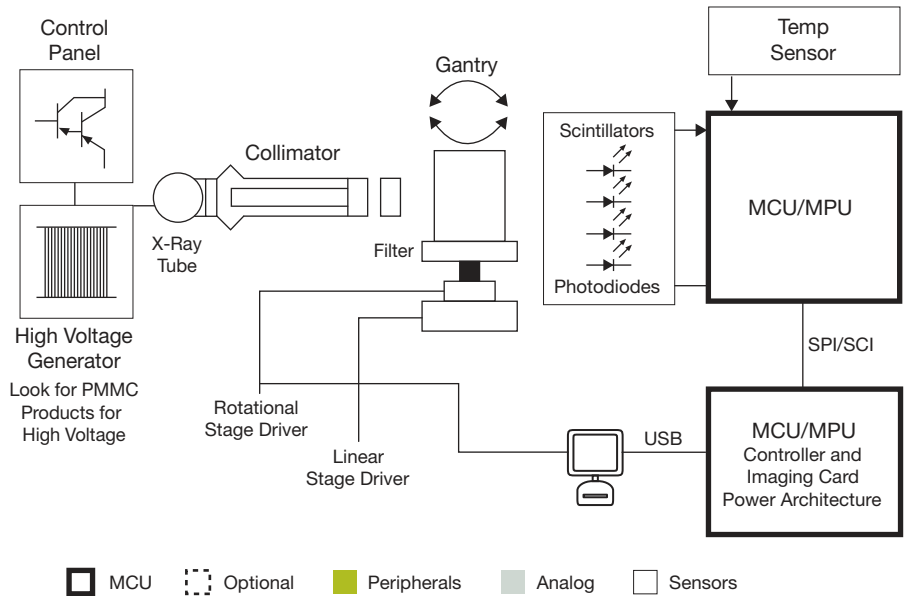 Control
Panel
Temp
Sensor
Gantry
Collimator
Scintillators
MCU/MPU
X-Ray
Tube
Filter
Photodiodes
High Voltage
Generator
Look for PMMC
Products for
High Voltage
SPI/SCI
Rotational
Stage Driver
Linear
Stage Driver
USB
MCU/MPU
Controller and
Imaging Card
Power Architecture
MCU
Optional
Peripherals
Analog
Sensors